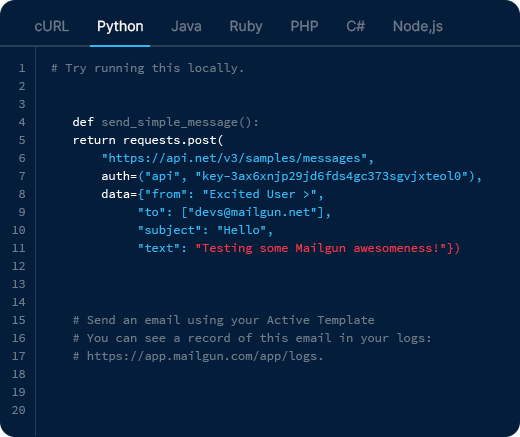 cURL Python Java Ruby PHP C# Node,js
1 # Try running this locally.
2
3
4 def send_simple_message():
5 return requests.post(
6 "https://api.net/v3/samples/messages",
7 auth=("api", "key-3ax6xnjp29jd6fds4gc373sgvjxteol0"),
8 data={"from": "Excited User >",
9 "to": ["devs@mailgun.net"],
10 "subject": "Hello",
11 "text": "Testing some Mailgun awesomeness!"})
12
13
14
15 # Send an email using your Active Template
16 # You can see a record of this email in your logs:
17 # https://app.mailgun.com/app/logs.
18
19
20